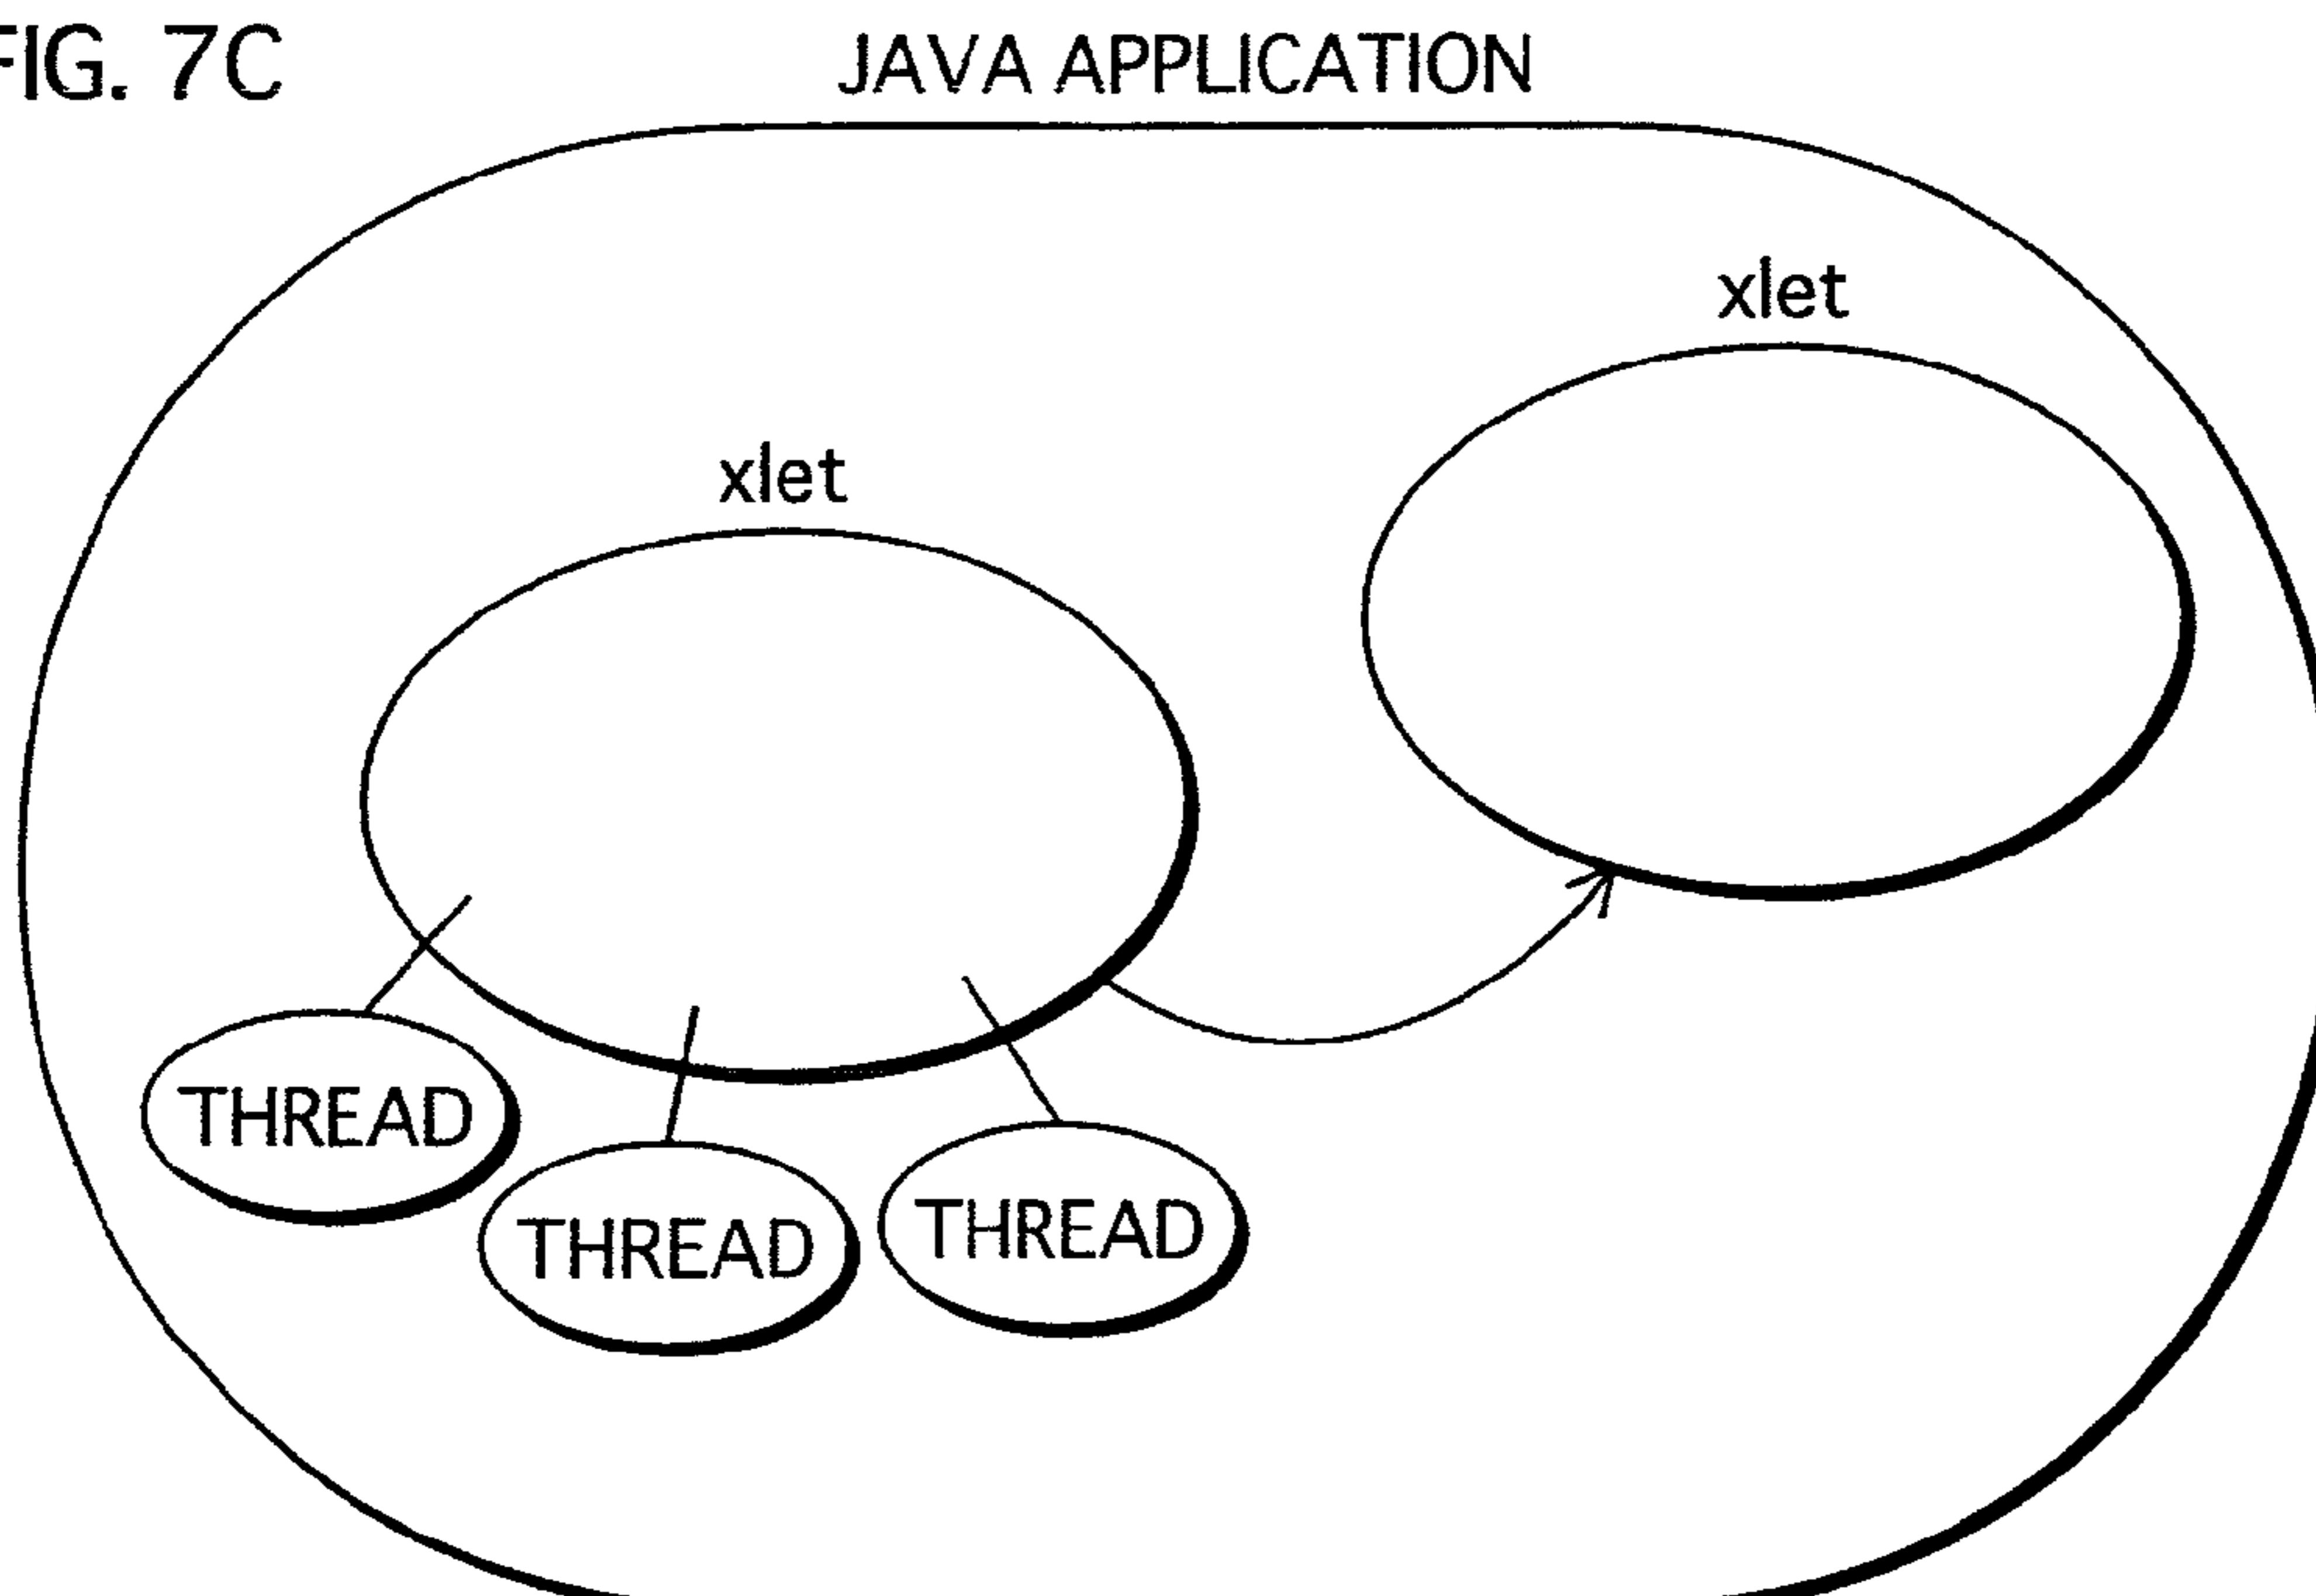 FIG. 7C
JAVA APPLICATION
xlet
xlet
THREAD
THREAD
THREAD